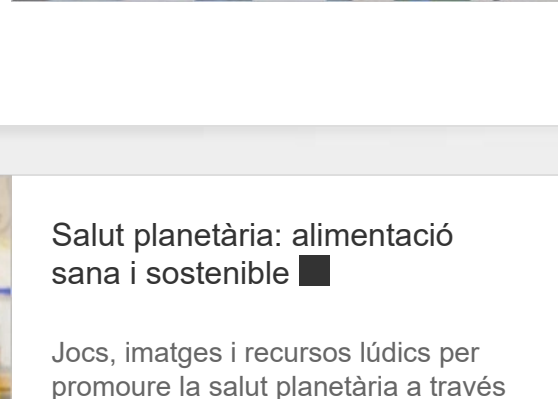 Salut planetària: alimentació
sana i sostenible
Jocs, imatges i recursos lúdics per
promoure la salut planetària a través